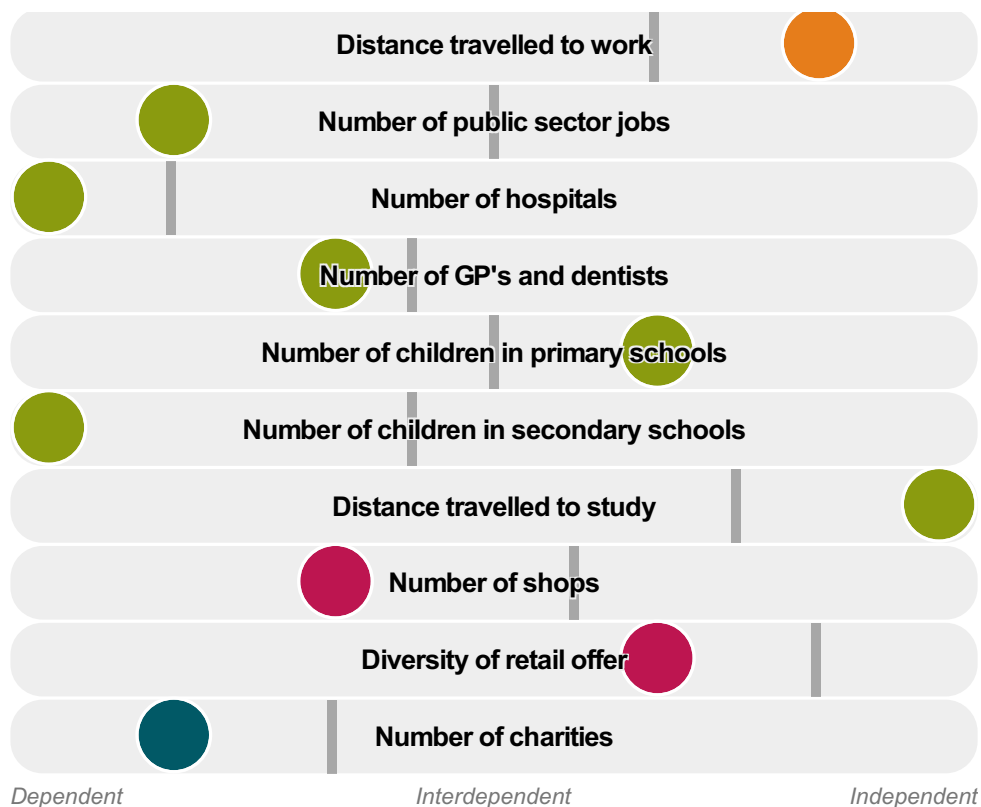 Distance travelled to work
Number of public sector jobs
Number of hospitals
Number of GP's and dentists
Number of children in primary schools
Number of children in secondary schools
Distance travelled to study
Number of shops
Diversity of retail offer
Number of charities
Dependent Interdependent Independent